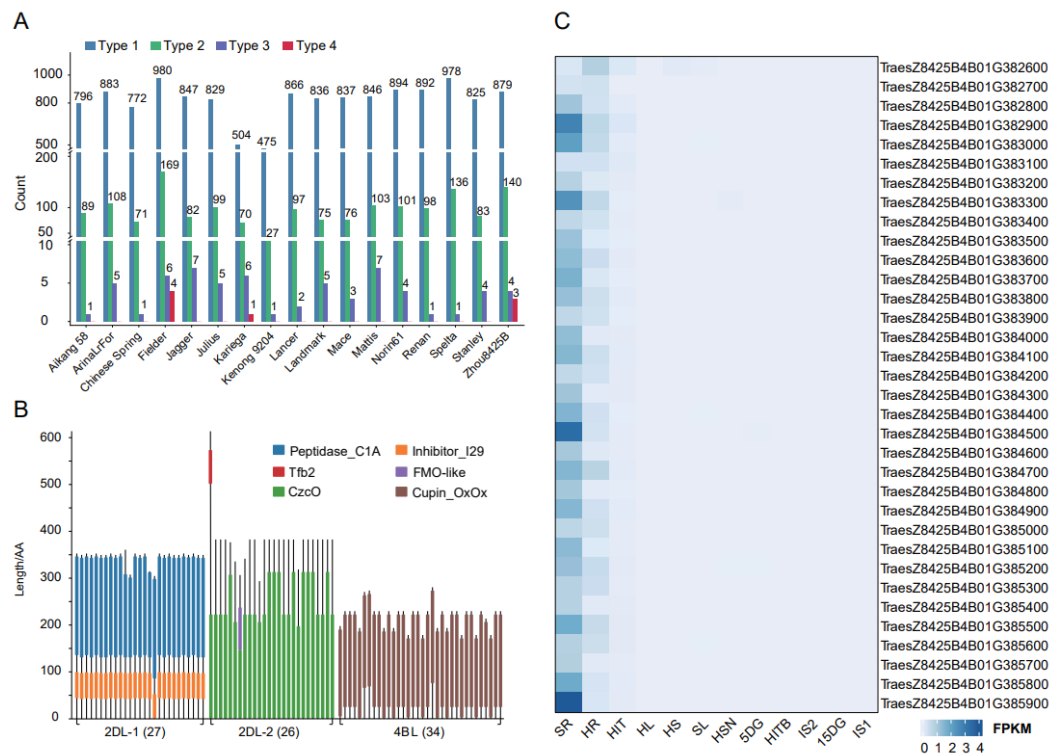 A
Type 1 Type 2 Type 3 Type 4
Count
1000
800
500
200
100
50
10
5
0
796 89 1
883 108 5
772 71 1
980 169 6 4
847 82 7
829 99 5
504 70 6 1
475 27 1
866 97 2
836 75 5
837 76 3
846 103 7
894 101 4
892 98 1
978 136 1
825 83 4
879 140 4 3
Aikang 58
ArinaLrFor
Chinese Spring
Fielder
Jagger
Julius
Kariega
Kenong 9204
Lancer
Landmark
Mace
Mattis
Norin61
Renan
Spelta
Stanley
Zhou8425B
B
Length/AA
600
500
400
300
200
100
0
Peptidase_C1A Inhibitor_I29
Tfb2 FMO-like
CzcO Cupin_OxOx
2DL-1 (27) 2DL-2 (26) 4BL (34)
C
TraesZ8425B4B01G382600
TraesZ8425B4B01G382700
TraesZ8425B4B01G382800
TraesZ8425B4B01G382900
TraesZ8425B4B01G383000
TraesZ8425B4B01G383100
TraesZ8425B4B01G383200
TraesZ8425B4B01G383300
TraesZ8425B4B01G383400
TraesZ8425B4B01G383500
TraesZ8425B4B01G383600
TraesZ8425B4B01G383700
TraesZ8425B4B01G383800
TraesZ8425B4B01G383900
TraesZ8425B4B01G384000
TraesZ8425B4B01G384100
TraesZ8425B4B01G384200
TraesZ8425B4B01G384300
TraesZ8425B4B01G384400
TraesZ8425B4B01G384500
TraesZ8425B4B01G384600
TraesZ8425B4B01G384700
TraesZ8425B4B01G384800
TraesZ8425B4B01G384900
TraesZ8425B4B01G385000
TraesZ8425B4B01G385100
TraesZ8425B4B01G385200
TraesZ8425B4B01G385300
TraesZ8425B4B01G385400
TraesZ8425B4B01G385500
TraesZ8425B4B01G385600
TraesZ8425B4B01G385700
TraesZ8425B4B01G385800
TraesZ8425B4B01G385900
SR HR HIT HL HS SL HSN 5DG HITB IS2 15DG IS1
FPKM
0 1 2 3 4